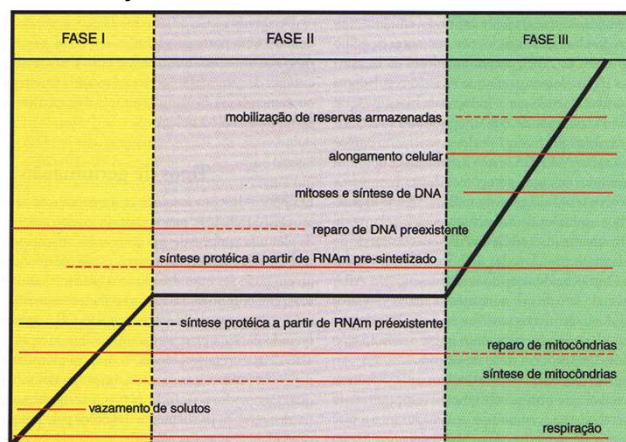 FASE I
FASE II
FASE III
mobilização de reservas armazenadas
alongamento celular
mitoses e síntese de DNA
reparo de DNA preexistente
síntese protéica a partir de RNAm pre-sintetizado
síntese protéica a partir de RNAm préexistente
reparo de mitocôndrias
síntese de mitocôndrias
vazamento de solutos
respiração